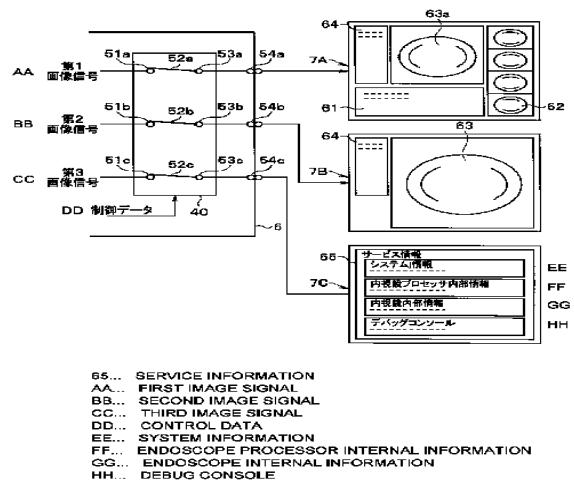 64
63a
51a
52a
53a
54a
7A
AA
第1
画像信号
61
62
51b
52b
53b
54b
BB
第2
画像信号
64
63
7B
51c
52c
53c
54c
CC
第3
画像信号
DD 制御データ
40
6
65
サービス情報
7C
システム情報
EE
内視鏡プロセッサ内部情報
FF
内視鏡内部情報
GG
デバッグコンソール
HH
65... SERVICE INFORMATION
AA... FIRST IMAGE SIGNAL
BB... SECOND IMAGE SIGNAL
CC... THIRD IMAGE SIGNAL
DD... CONTROL DATA
EE... SYSTEM INFORMATION
FF... ENDOSCOPE PROCESSOR INTERNAL INFORMATION
GG... ENDOSCOPE INTERNAL INFORMATION
HH... DEBUG CONSOLE